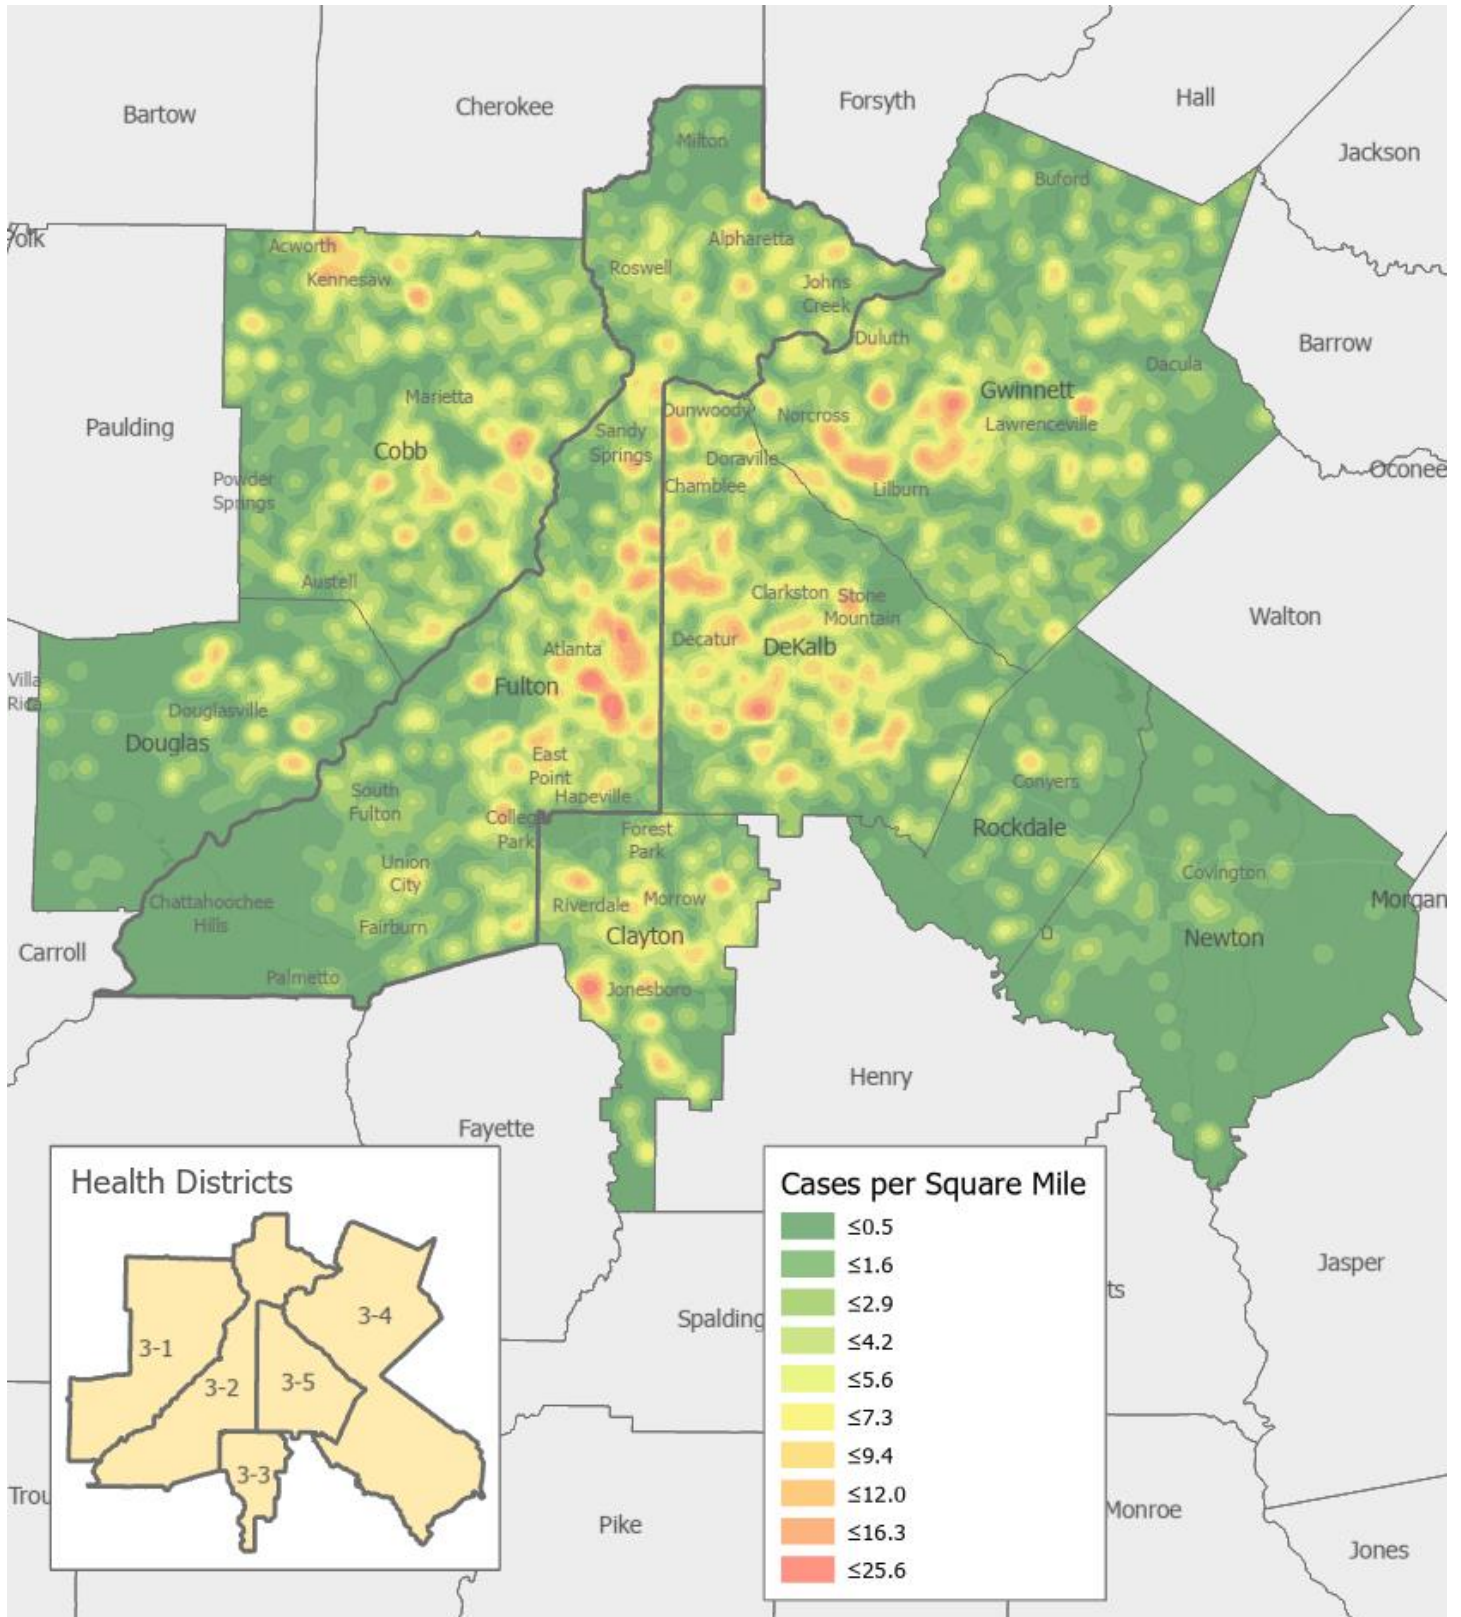 Bartow
Cherokee
Forsyth
Hall
Jackson
Milton
Buford
Acworth
Kennesaw
Alpharetta
Roswell
Johns
Creek
Duluth
Barrow
Dacula
Paulding
Marietta
Gwinnett
Dunwoody
Norcross
Lawrenceville
Cobb
Sandy
Springs
Doraville
Chamblee
Lilburn
Oconee
Powder
Springs
Austell
Clarkston
Stone
Mountain
Walton
Atlanta
Decatur
DeKalb
Villa
Rica
Fulton
Douglasville
Douglas
East
Point
Hapeville
South
Fulton
College
Park
Forest
Park
Conyers
Rockdale
Union
City
Covington
Chattahoochee
Hills
Riverdale
Morrow
Morgan
Fairburn
Clayton
Newton
Carroll
Palmetto
Jonesboro
Henry
Fayette
Health Districts
3-1
3-2
3-5
3-4
3-3
Cases per Square Mile
≤0.5
≤1.6
≤2.9
≤4.2
≤5.6
≤7.3
≤9.4
≤12.0
≤16.3
≤25.6
Spalding
ts
Jasper
Trou
Pike
Monroe
Jones